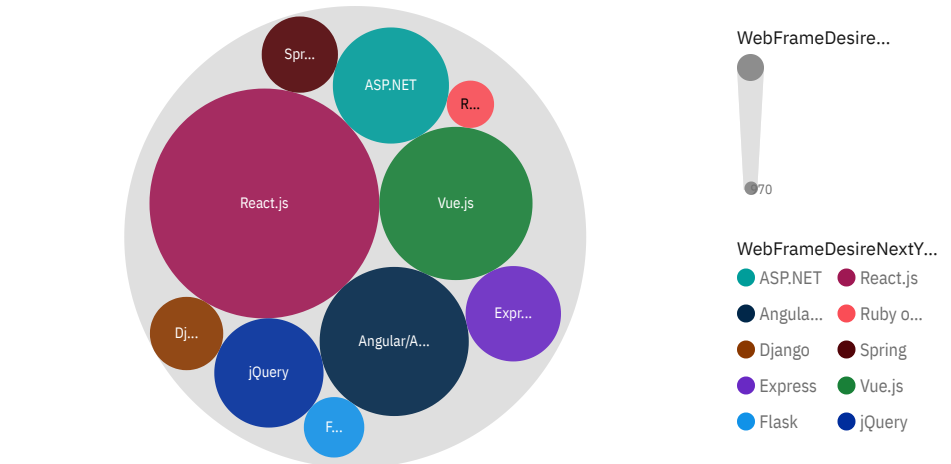 Spr...
ASP.NET
R...
React.js
Vue.js
Expr...
Dj...
Angular/A...
jQuery
F...
WebFrameDesire...
970
WebFrameDesireNextY...
ASP.NET
React.js
Angula...
Ruby o...
Django
Spring
Express
Vue.js
Flask
jQuery